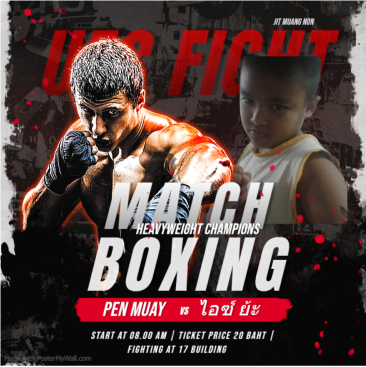 JIT MUANG NON
UFC FIGHT
MATCH
HEAVYWEIGHT CHAMPIONS
BOXING
PEN MUAY VS ไอซ์ ย้ะ
START AT 08.00 AM | TICKET PRICE 20 BAHT |
FIGHTING AT 17 BUILDING
Made with PosterMyWall.com